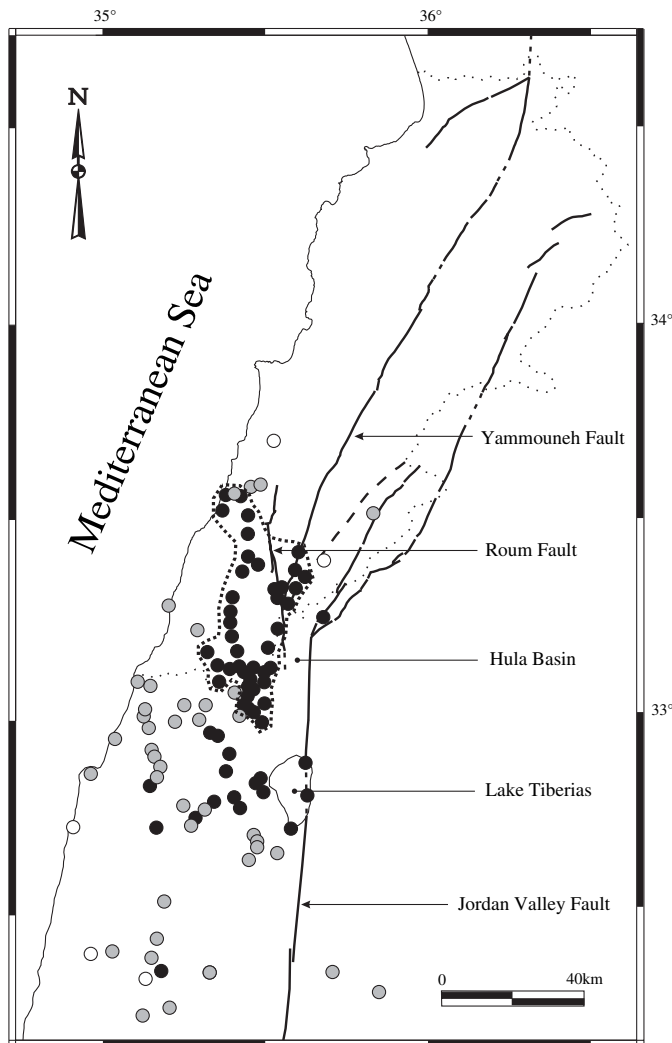 35°
36°
N
34°
Mediterranean Sea
Yammouneh Fault
Roum Fault
Hula Basin
33°
Lake Tiberias
Jordan Valley Fault
0
40km